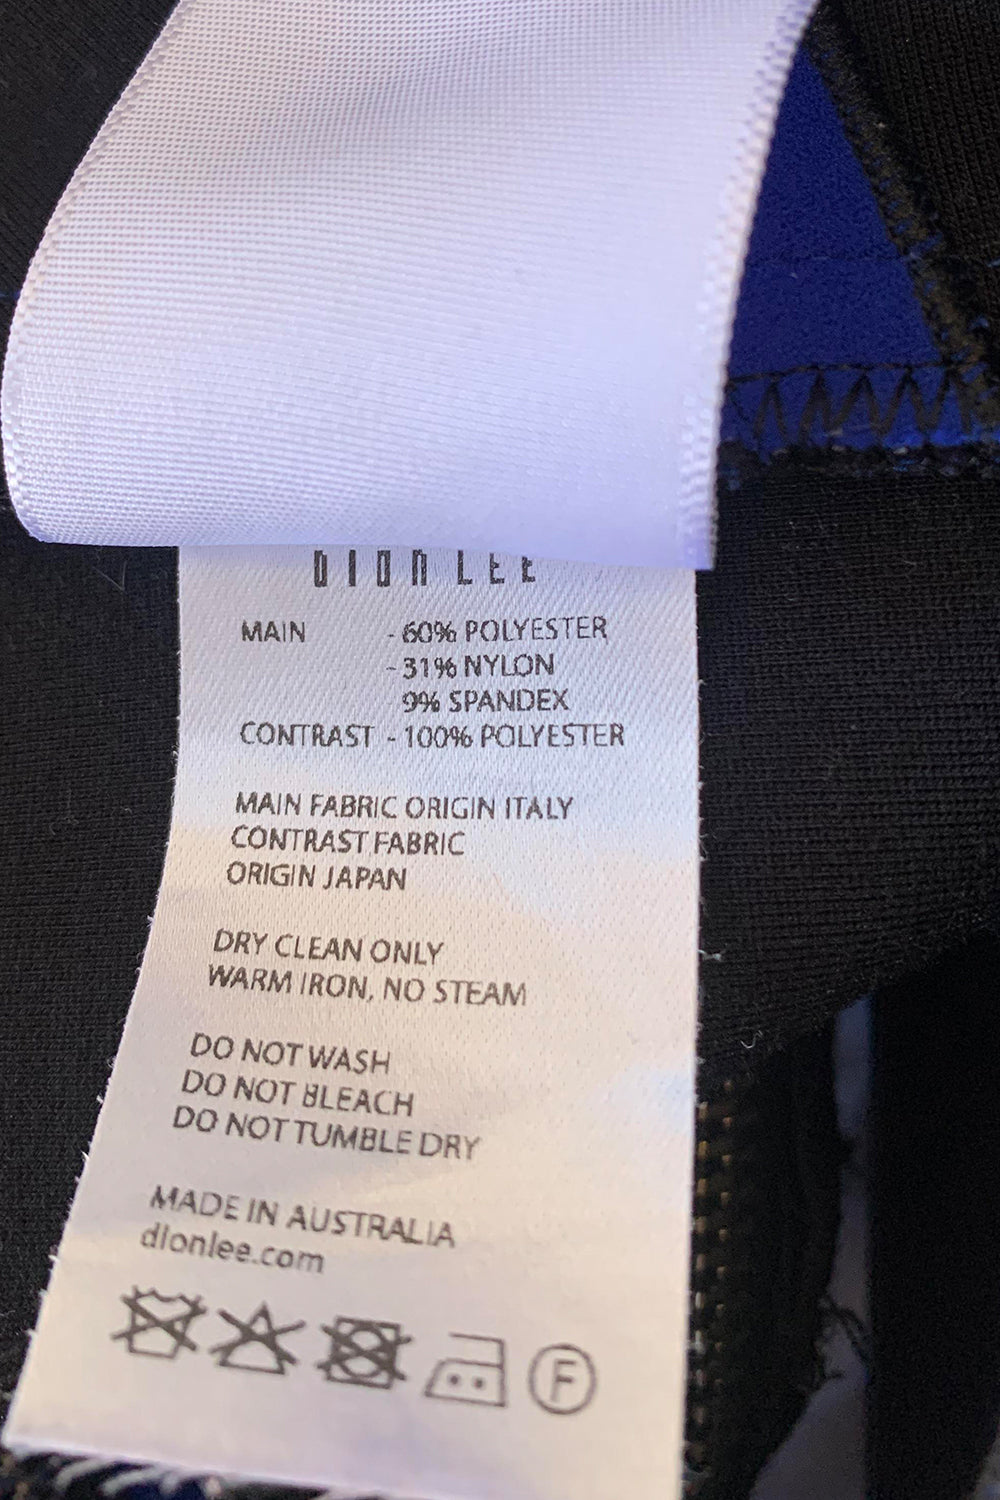 DION LEE
MAIN - 60% POLYESTER
- 31% NYLON
9% SPANDEX
CONTRAST - 100% POLYESTER
MAIN FABRIC ORIGIN ITALY
CONTRAST FABRIC
ORIGIN JAPAN
DRY CLEAN ONLY
WARM IRON, NO STEAM
DO NOT WASH
DO NOT BLEACH
DO NOT TUMBLE DRY
MADE IN AUSTRALIA
dionlee.com
F